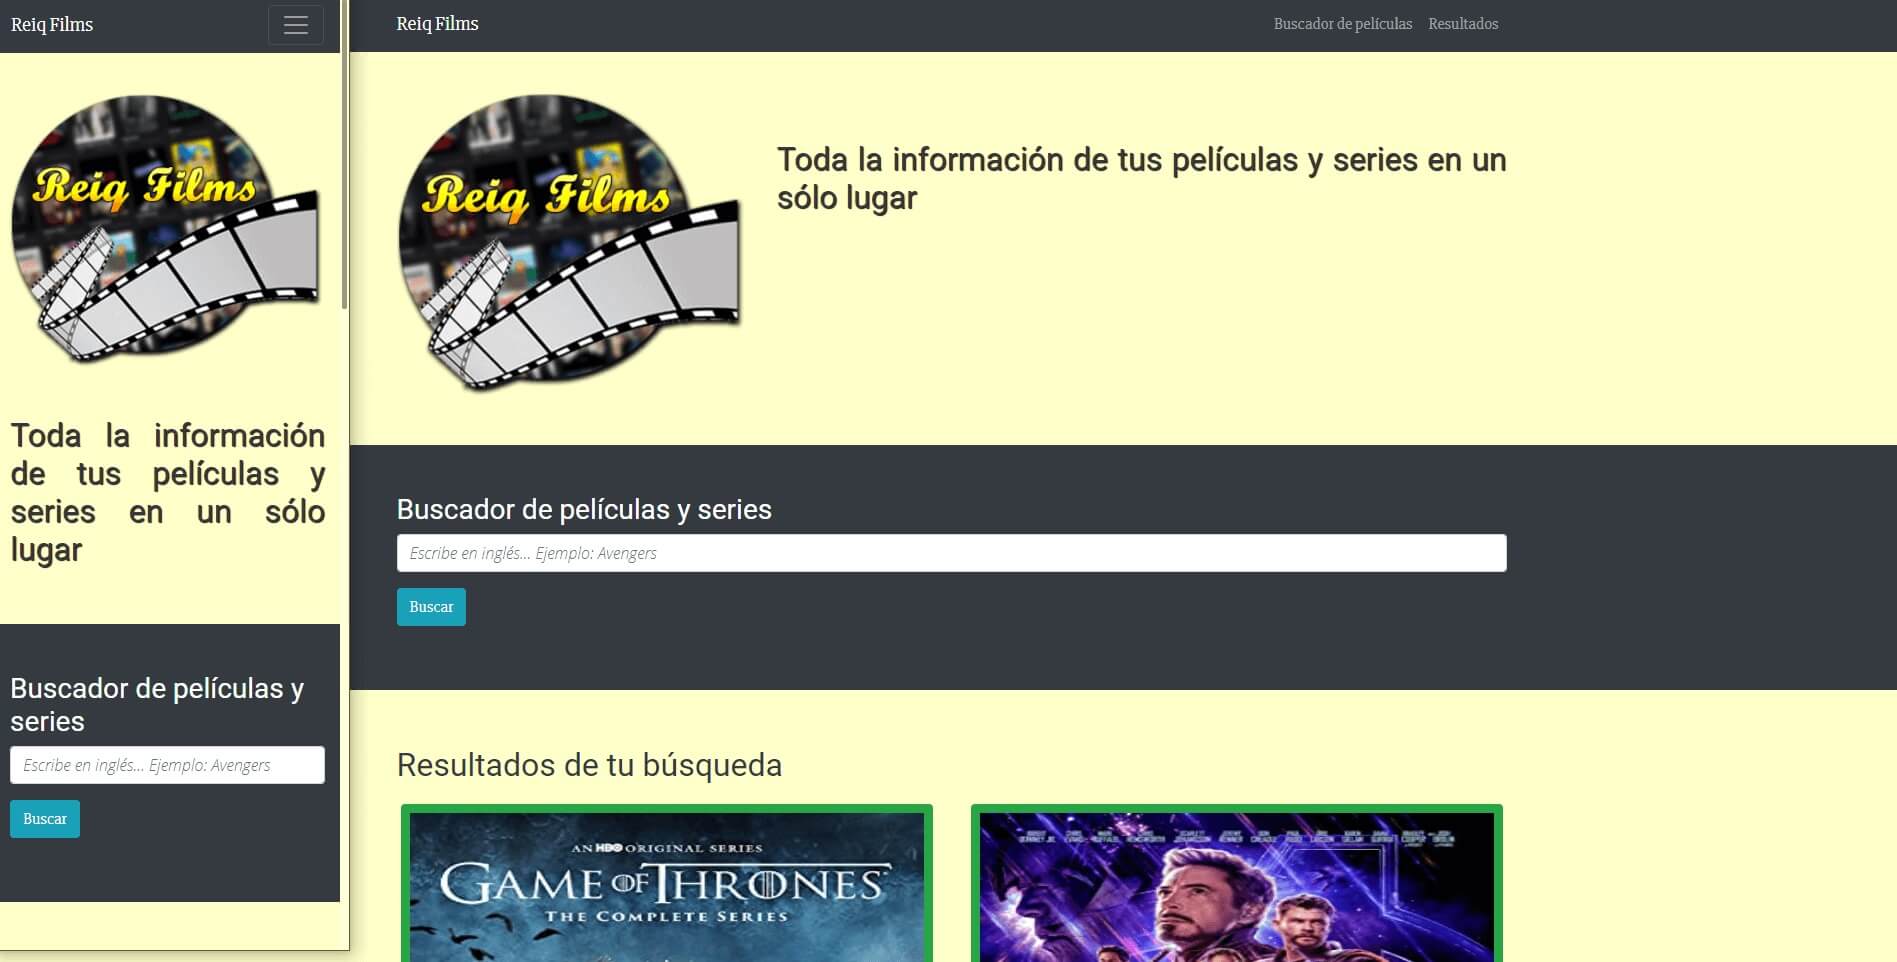 Reiq Films
Reiq Films
Toda la información
de tus películas y
series en un sólo
lugar
Buscador de películas y
series
Escribe en inglés... Ejemplo: Avengers
Buscar
Reiq Films
Buscador de películas
Resultados
Reiq Films
Toda la información de tus películas y series en un
sólo lugar
Buscador de películas y series
Escribe en inglés... Ejemplo: Avengers
Buscar
Resultados de tu búsqueda
AN HBO ORIGINAL SERIES
GAME OF THRONES
THE COMPLETE SERIES